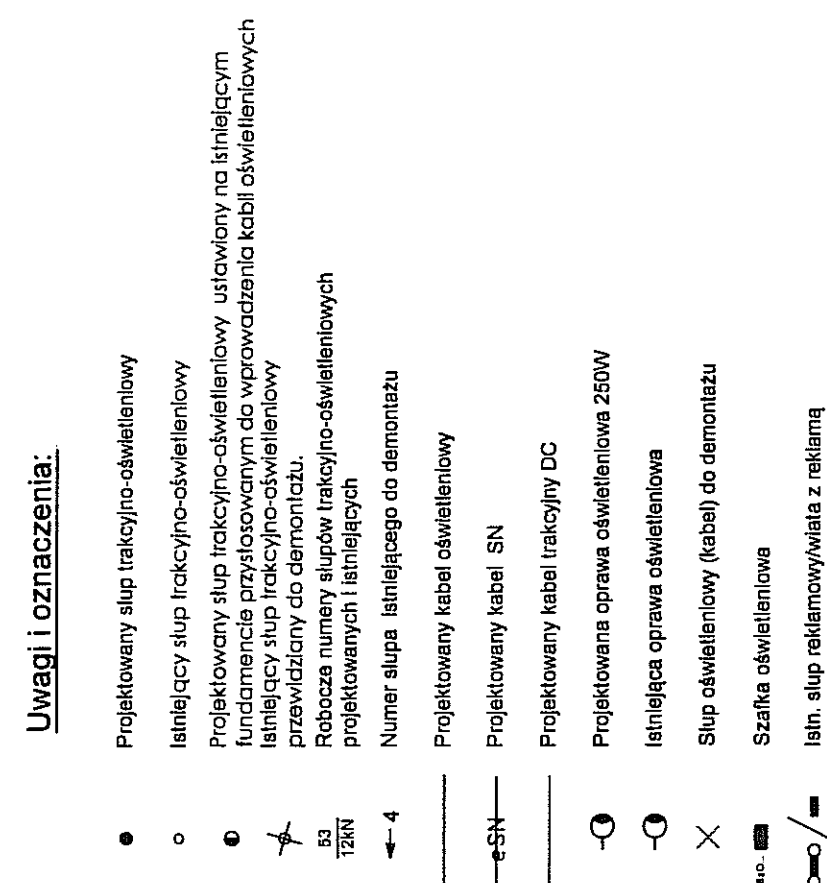 Uwagi i oznaczenia:
Projektowany słup trakcyjno-oświetleniowy
Istniejący słup trakcyjno-oświetleniowy
Projektowany słup trakcyjno-oświetleniowy ustawiony na istniejącym
fundamencie przystosowanym do wprowadzenia kabli oświetleniowych
Istniejący słup trakcyjno-oświetleniowy
przewidziany do demontażu.
53
12kN
Robocze numery słupów trakcyjno-oświetleniowych
projektowanych i istniejących
4 Numer słupa istniejącego do demontażu
Projektowany kabel oświetleniowy
eSN Projektowany kabel SN
Projektowany kabel trakcyjny DC
Projektowana oprawa oświetleniowa 250W
Istniejąca oprawa oświetleniowa
Słup oświetleniowy (kabel) do demontażu
Szafka oświetleniowa
Istn. słup reklamowy/wiata z reklamą